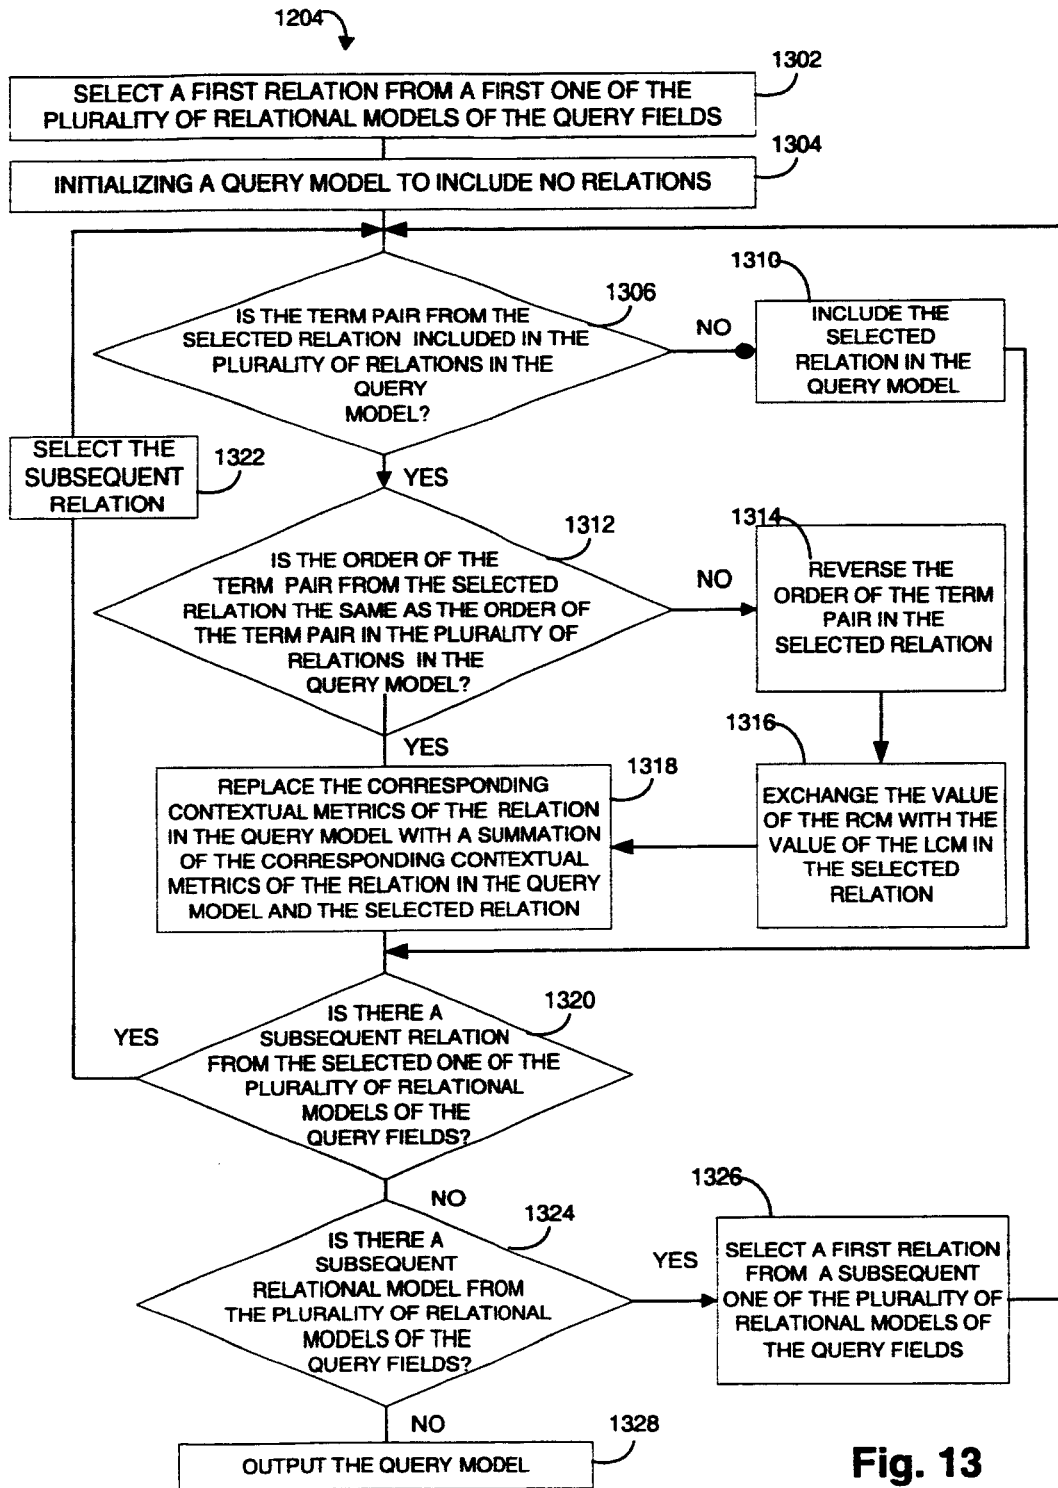 1204
1302
SELECT A FIRST RELATION FROM A FIRST ONE OF THE
PLURALITY OF RELATIONAL MODELS OF THE QUERY FIELDS
1304
INITIALIZING A QUERY MODEL TO INCLUDE NO RELATIONS
1306
IS THE TERM PAIR FROM THE
SELECTED RELATION INCLUDED IN THE
PLURALITY OF RELATIONS IN THE
QUERY
MODEL?
NO
1310
INCLUDE THE
SELECTED
RELATION IN THE
QUERY MODEL
SELECT THE
SUBSEQUENT
RELATION
1322
YES
1312
IS THE ORDER OF THE
TERM PAIR FROM THE SELECTED
RELATION THE SAME AS THE ORDER OF
THE TERM PAIR IN THE PLURALITY OF
RELATIONS IN THE
QUERY MODEL?
NO
1314
REVERSE THE
ORDER OF THE TERM
PAIR IN THE
SELECTED RELATION
YES
1316
EXCHANGE THE VALUE
OF THE RCM WITH THE
VALUE OF THE LCM IN
THE SELECTED
RELATION
1318
REPLACE THE CORRESPONDING
CONTEXTUAL METRICS OF THE RELATION
IN THE QUERY MODEL WITH A SUMMATION
OF THE CORRESPONDING CONTEXTUAL
METRICS OF THE RELATION IN THE QUERY
MODEL AND THE SELECTED RELATION
1320
IS THERE A
SUBSEQUENT RELATION
FROM THE SELECTED ONE OF THE
PLURALITY OF RELATIONAL
MODELS OF THE
QUERY FIELDS?
YES
NO
1324
IS THERE A
SUBSEQUENT
RELATIONAL MODEL FROM
THE PLURALITY OF RELATIONAL
MODELS OF THE
QUERY FIELDS?
YES
1326
SELECT A FIRST RELATION
FROM A SUBSEQUENT
ONE OF THE PLURALITY OF
RELATIONAL MODELS OF
THE QUERY FIELDS
NO
1328
OUTPUT THE QUERY MODEL
Fig. 13